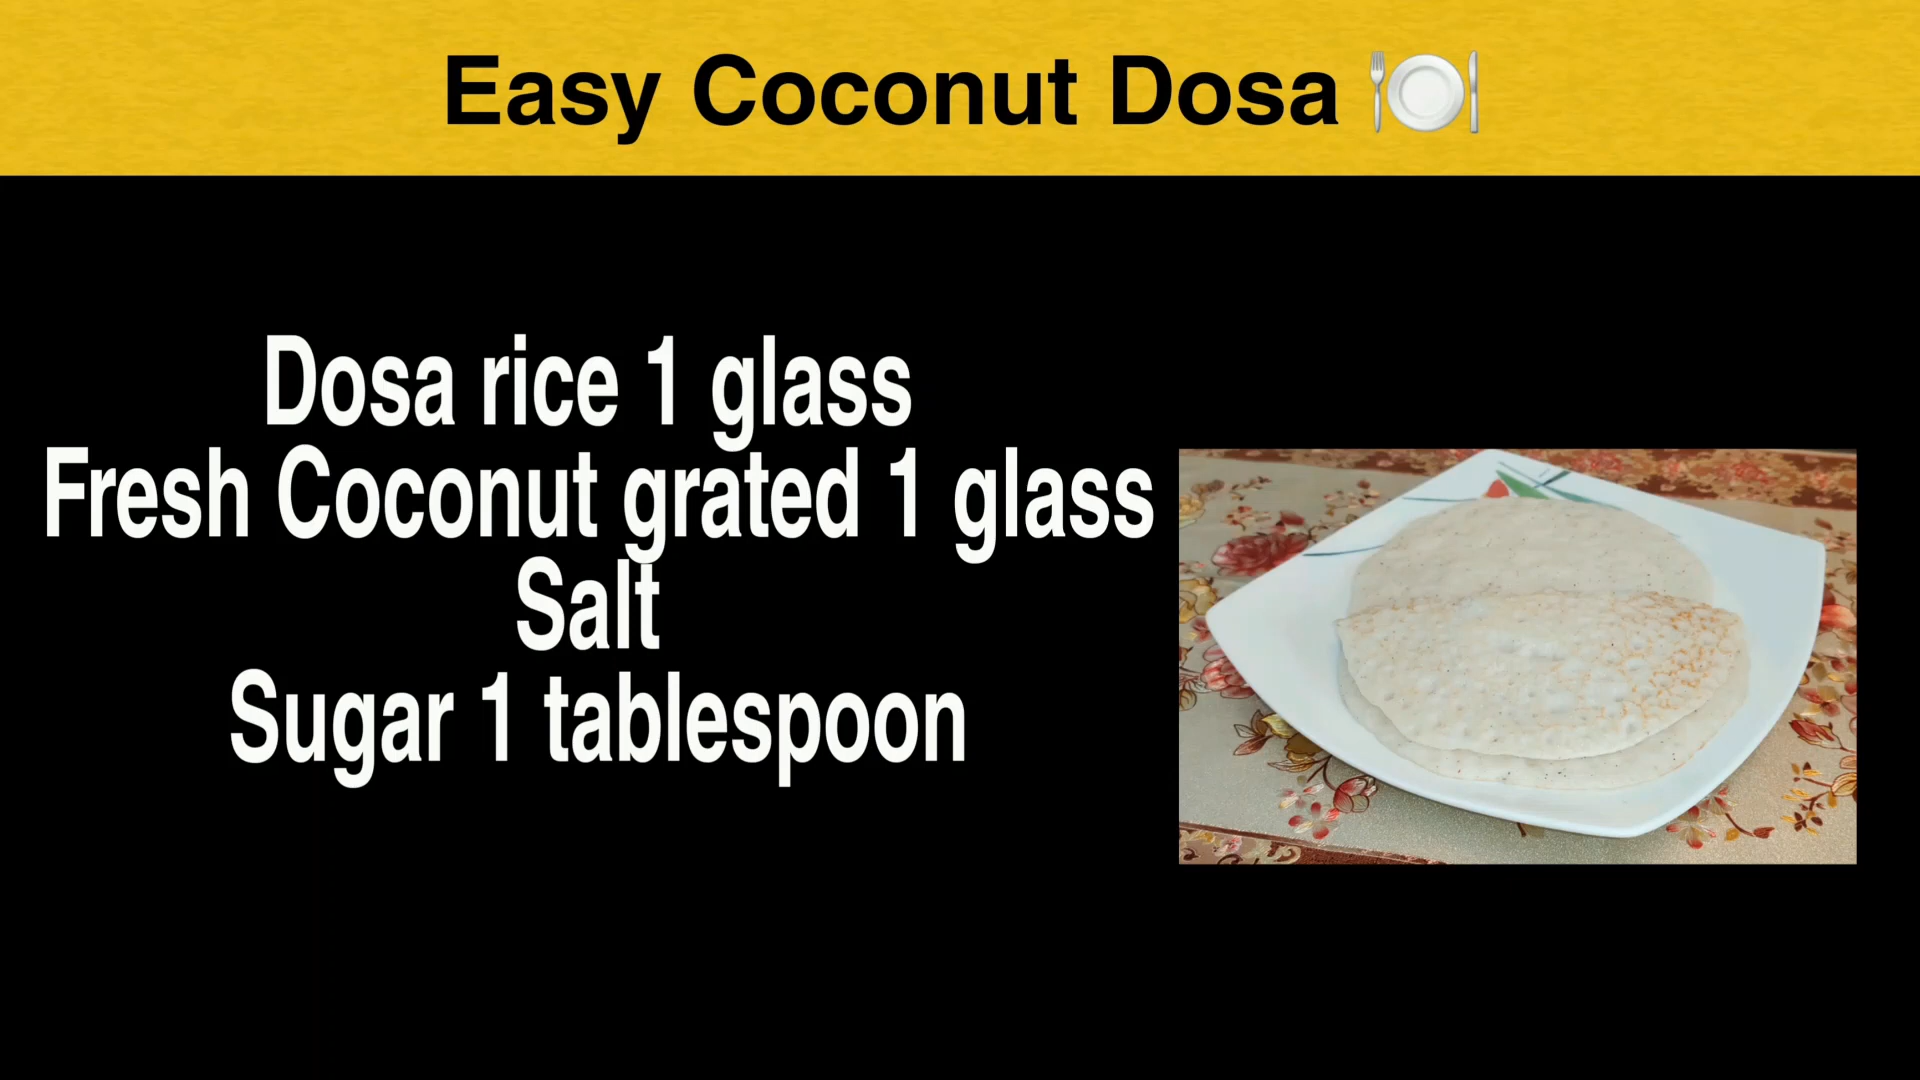 Easy Coconut Dosa 🍽️
Dosa rice 1 glass
Fresh Coconut grated 1 glass
Salt
Sugar 1 tablespoon